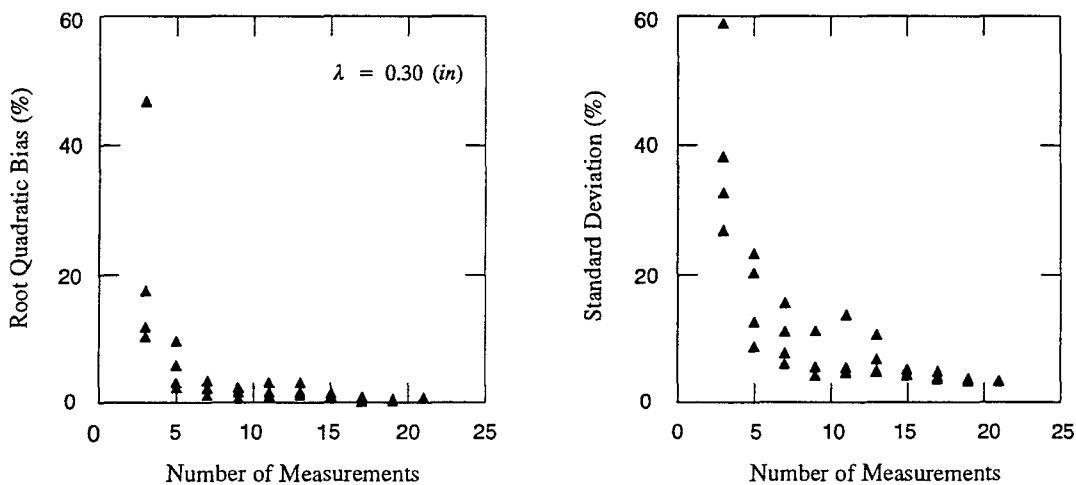 60
40
20
0
Root Quadratic Bias (%)
λ = 0.30 (in)
0 5 10 15 20 25
Number of Measurements
60
40
20
0
Standard Deviation (%)
0 5 10 15 20 25
Number of Measurements